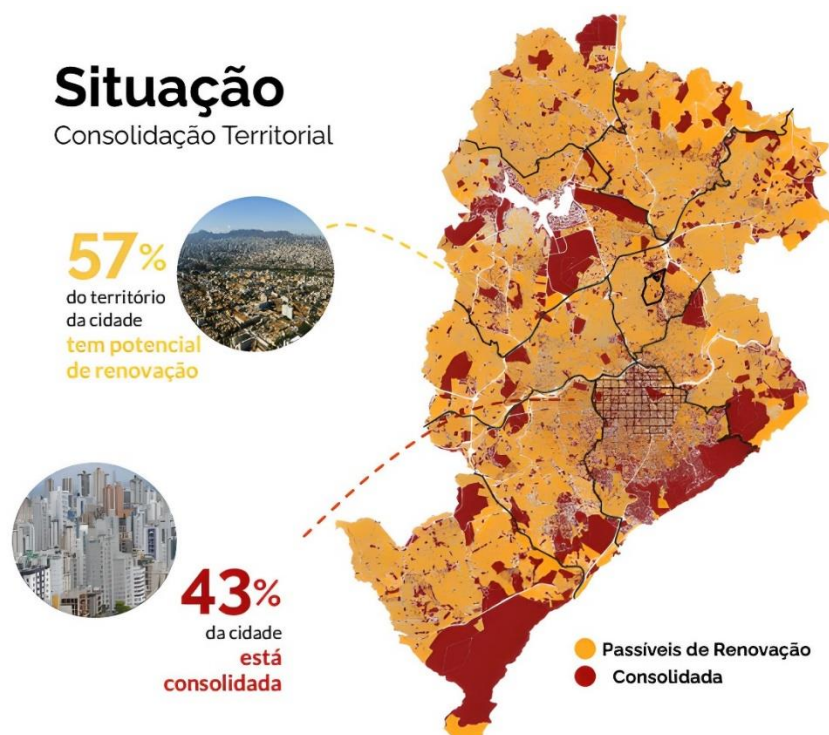 Situação
Consolidação Territorial
57%
do território
da cidade
tem potencial
de renovação
43%
da cidade
está
consolidada
Passíveis de Renovação
Consolidada